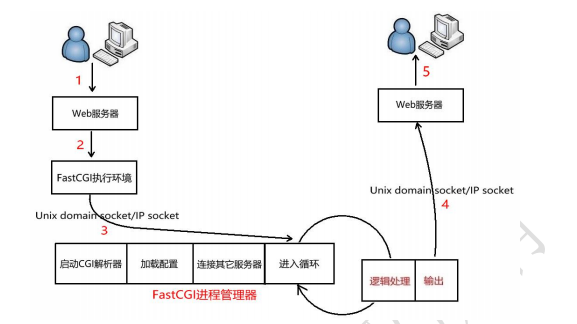 1
5
Web服务器
Web服务器
2
FastCGI执行环境
Unix domain socket/IP socket
4
Unix domain socket/IP socket
3
启动CGI解析器
加载配置
连接其它服务器
进入循环
逻辑处理
输出
FastCGI进程管理器